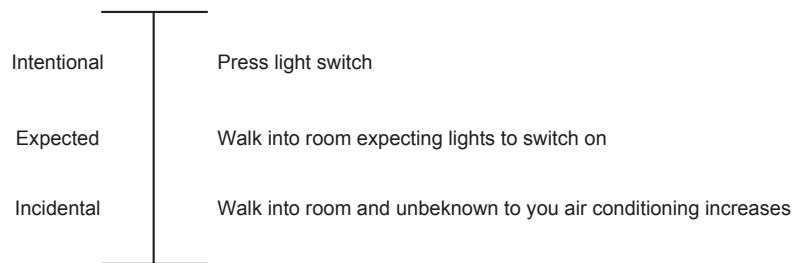 Intentional Press light switch
Expected Walk into room expecting lights to switch on
Incidental Walk into room and unbeknown to you air conditioning increases